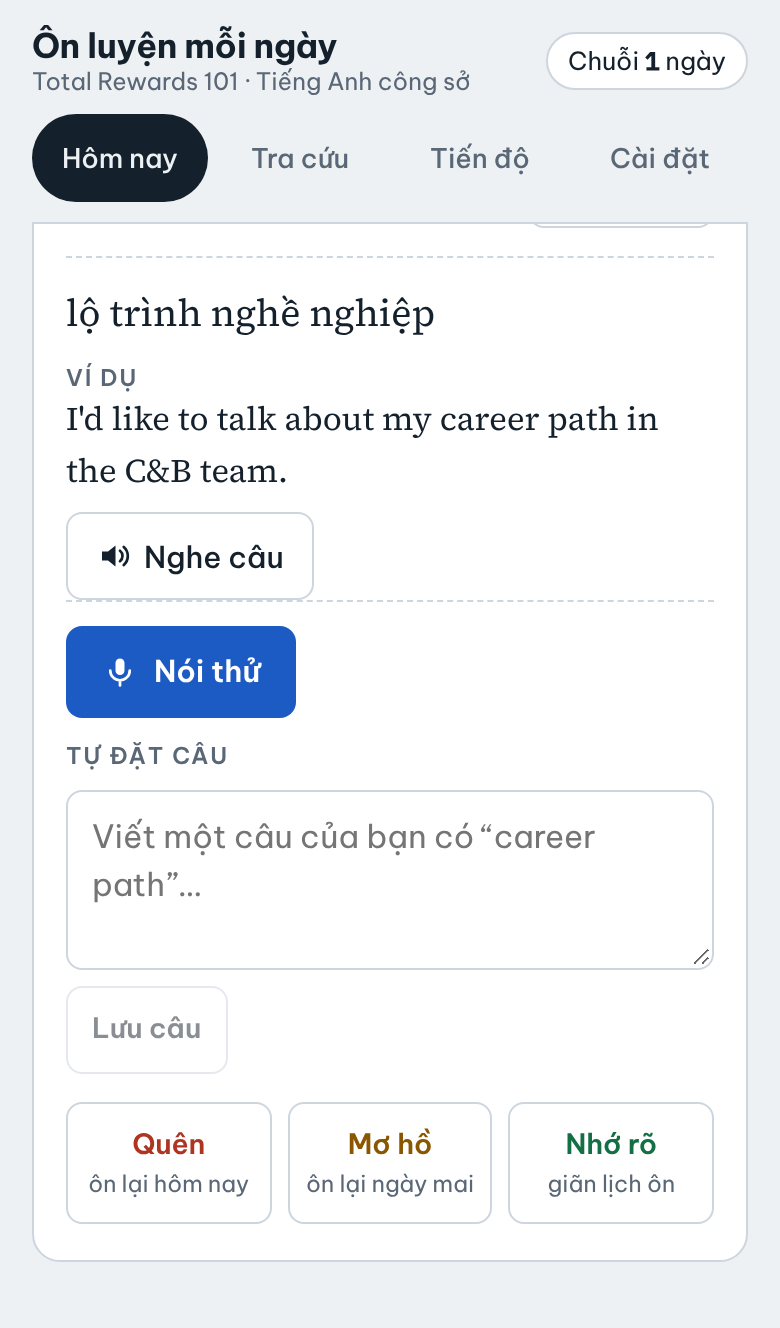 Ôn luyện mỗi ngày
Total Rewards 101 · Tiếng Anh công sở
Chuỗi 1 ngày
Hôm nay
Tra cứu
Tiến độ
Cài đặt
lộ trình nghề nghiệp
VÍ DỤ
I'd like to talk about my career path in
the C&B team.
Nghe câu
Nói thử
TỰ ĐẶT CÂU
Viết một câu của bạn có “career
path”…
Lưu câu
Quên
ôn lại hôm nay
Mơ hồ
ôn lại ngày mai
Nhớ rõ
giãn lịch ôn